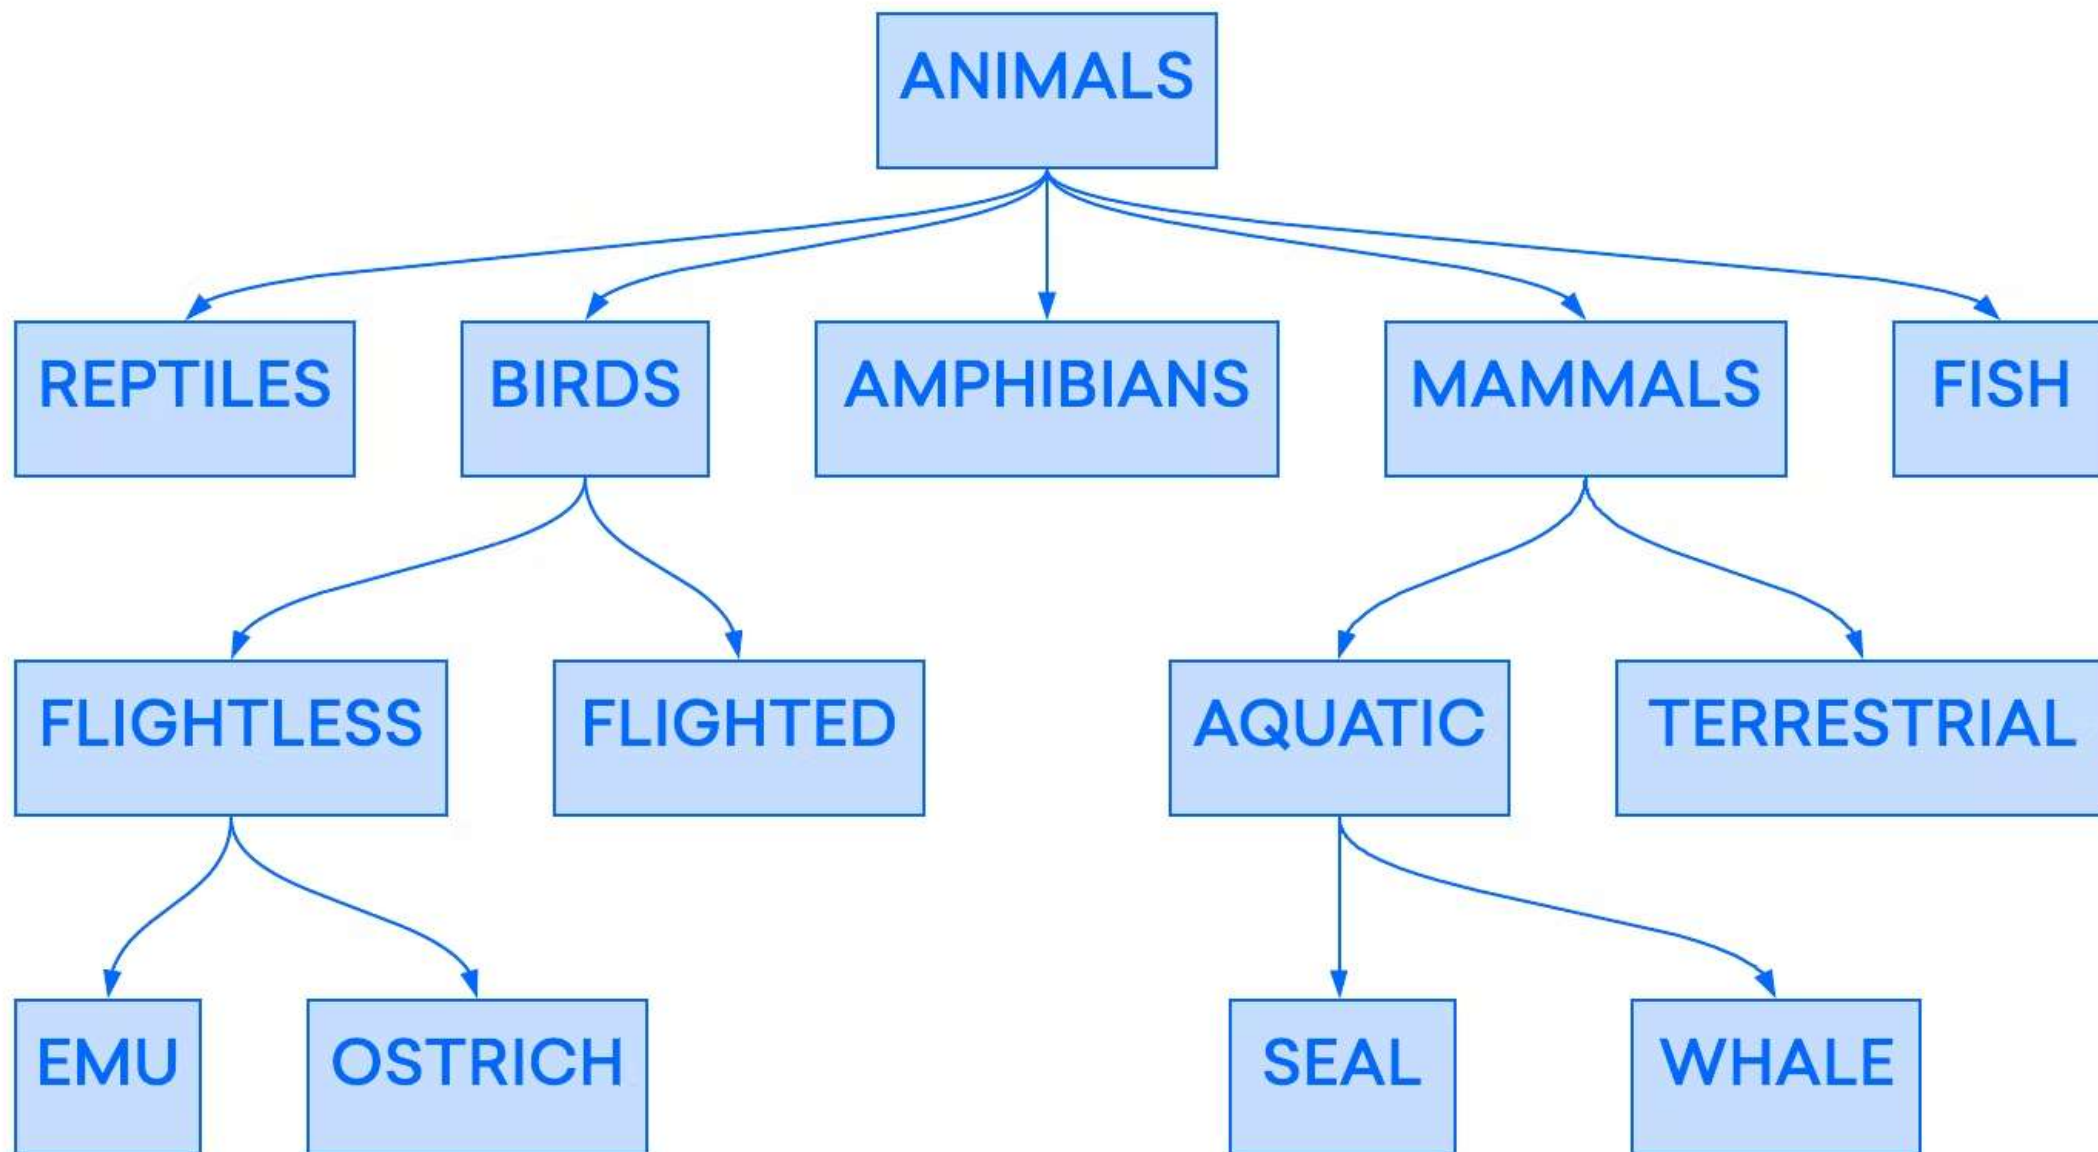 ANIMALS
REPTILES
BIRDS
AMPHIBIANS
MAMMALS
FISH
FLIGHTLESS
FLIGHTED
AQUATIC
TERRESTRIAL
EMU
OSTRICH
SEAL
WHALE